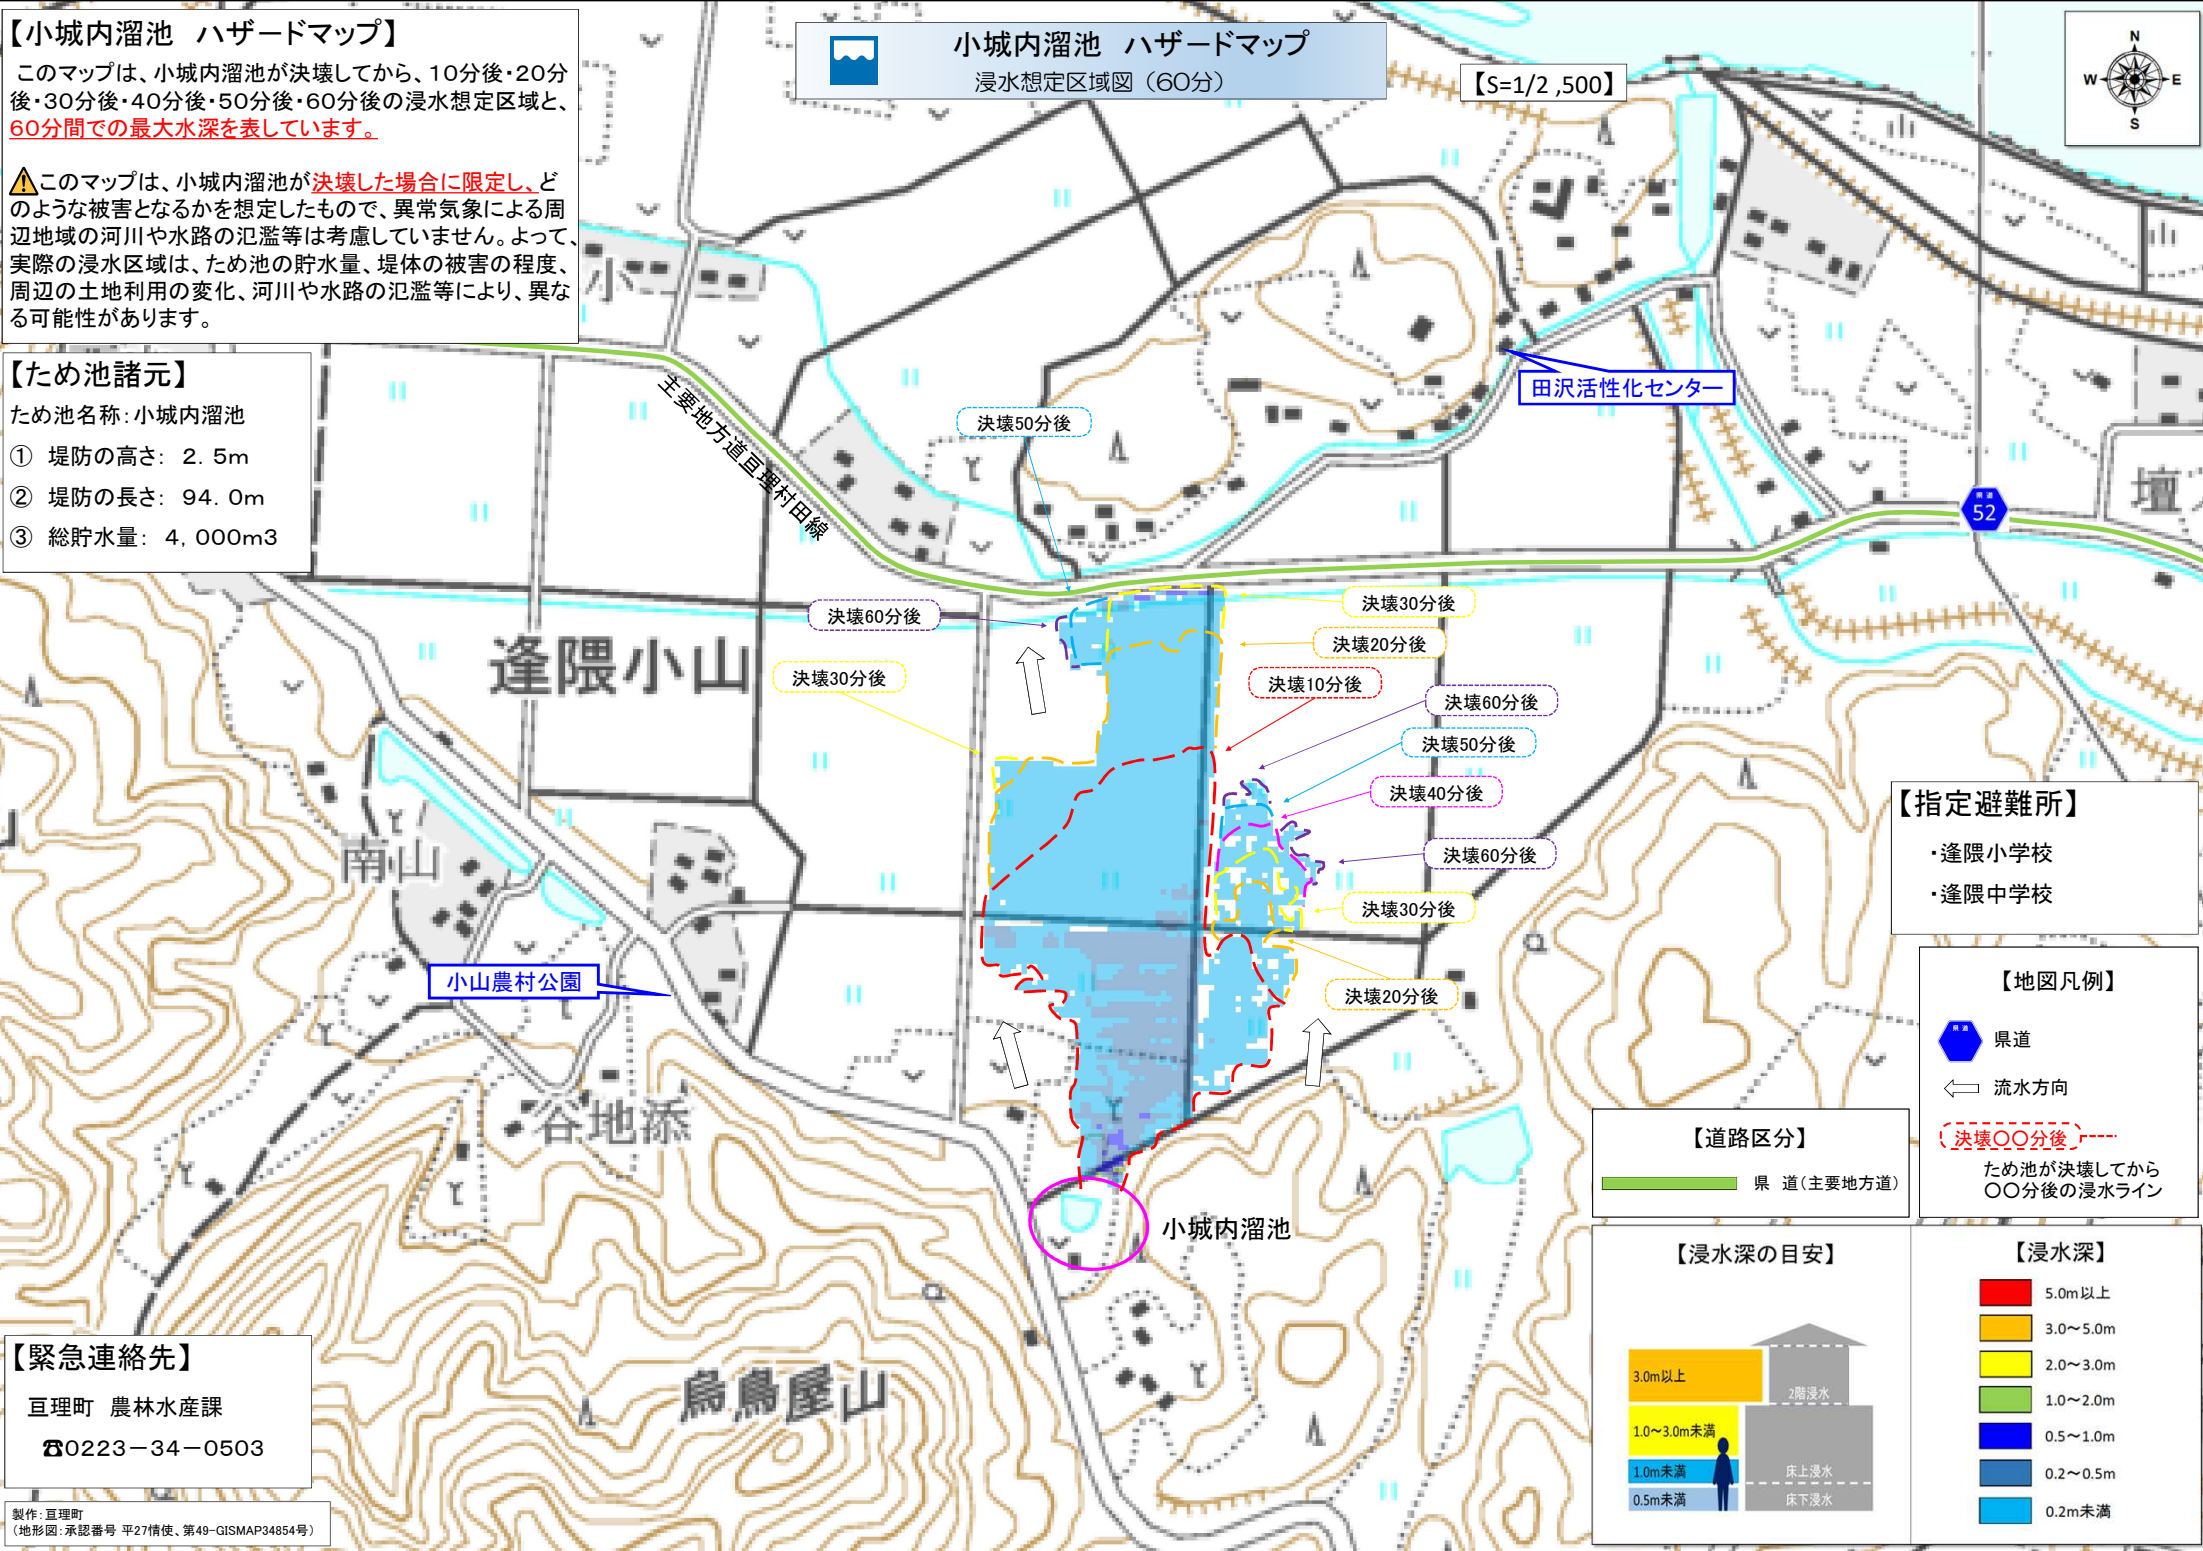 【小城内溜池　ハザードマップ】
このマップは、小城内溜池が決壊してから、10分後・20分
後・30分後・40分後・50分後・60分後の浸水想定区域と、
60分間での最大水深を表しています。
このマップは、小城内溜池が決壊した場合に限定し、ど
のような被害となるかを想定したもので、異常気象による周
辺地域の河川や水路の氾濫等は考慮していません。よって、
実際の浸水区域は、ため池の貯水量、堤体の被害の程度、
周辺の土地利用の変化、河川や水路の氾濫等により、異な
る可能性があります。
小城内溜池　ハザードマップ
浸水想定区域図（60分）
【S=1/2 ,500】
N
W
E
S
【ため池諸元】
ため池名称：小城内溜池
①　堤防の高さ：　2．5m
②　堤防の長さ：　94．0m
③　総貯水量：　4，000m3
小
主要地方道亘理村田線
田沢活性化センター
県道
52
壇
決壊50分後
決壊60分後
決壊30分後
決壊30分後
決壊20分後
決壊10分後
決壊60分後
決壊50分後
決壊40分後
決壊60分後
決壊30分後
決壊20分後
逢隈小山
南山
小山農村公園
谷地添
小城内溜池
烏鳥屋山
【指定避難所】
・逢隈小学校
・逢隈中学校
【地図凡例】
県道
県道
流水方向
決壊〇〇分後
ため池が決壊してから
〇〇分後の浸水ライン
【道路区分】
県　道（主要地方道）
【浸水深の目安】
3.0m以上
1.0～3.0m未満
1.0m未満
0.5m未満
2階浸水
床上浸水
床下浸水
【浸水深】
5.0m以上
3.0～5.0m
2.0～3.0m
1.0～2.0m
0.5～1.0m
0.2～0.5m
0.2m未満
【緊急連絡先】
亘理町　農林水産課
☎0223－34－0503
製作：亘理町
（地形図：承認番号 平27情使、第49-GISMAP34854号）